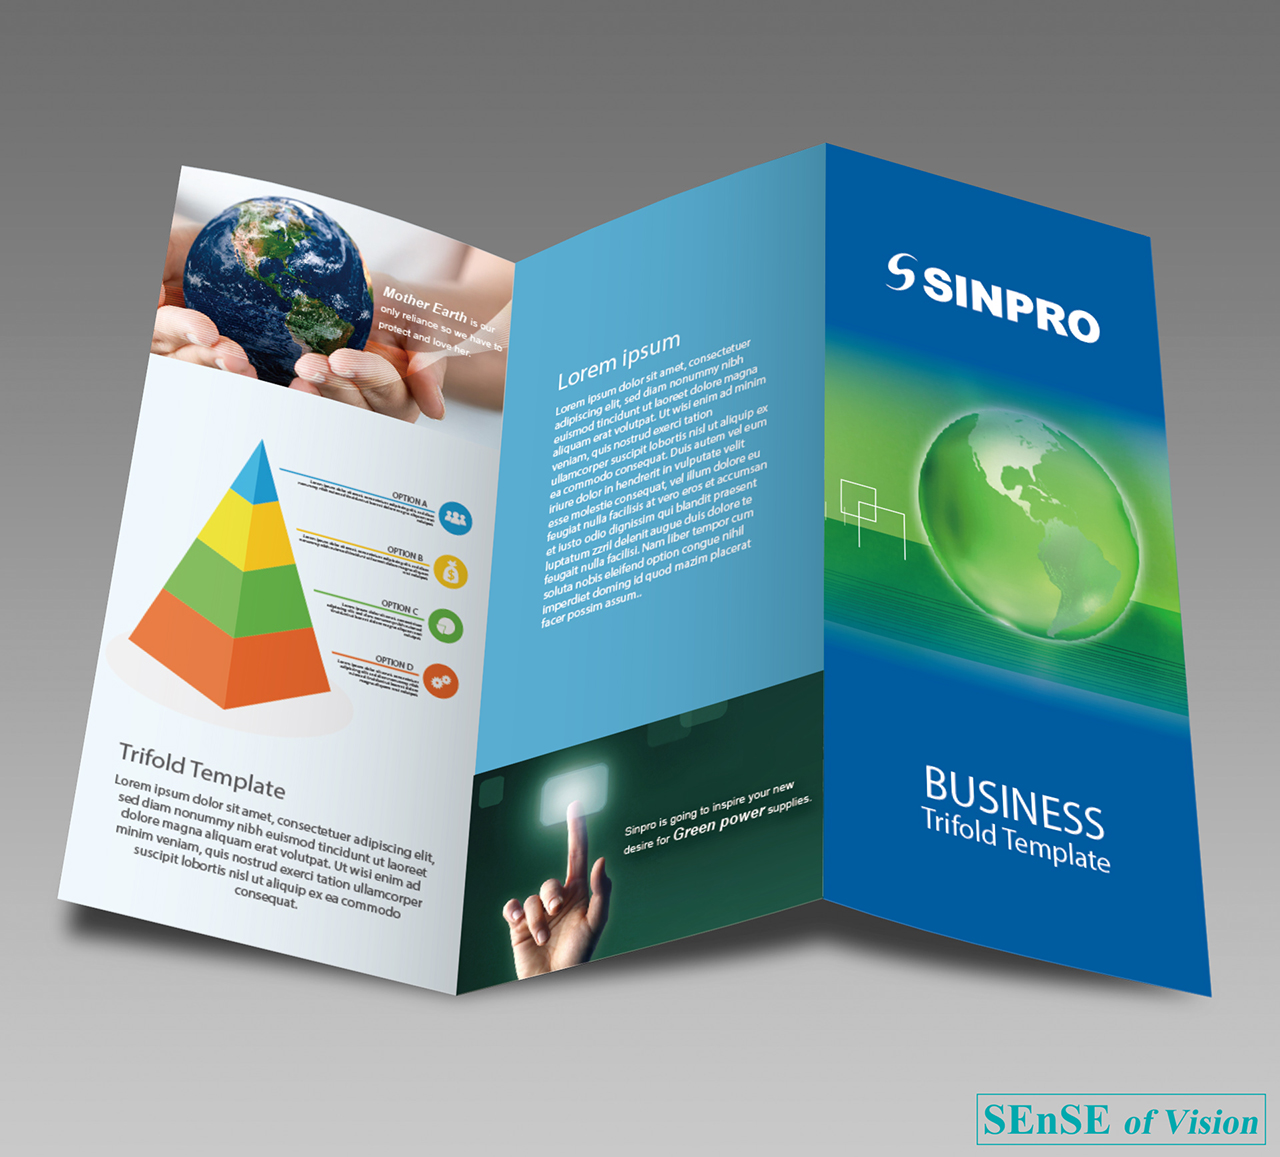 Mother Earth is our
only reliance so we have to
protect and love her.
OPTION A
OPTION B
OPTION C
OPTION D
Trifold Template
Lorem ipsum dolor sit amet, consectetuer adipiscing elit,
sed diam nonummy nibh euismod tincidunt ut laoreet
dolore magna aliquam erat volutpat. Ut wisi enim ad
minim veniam, quis nostrud exerci tation ullamcorper
suscipit lobortis nisl ut aliquip ex ea commodo
consequat.
Lorem ipsum
Lorem ipsum dolor sit amet, consectetuer
adipiscing elit, sed diam nonummy nibh
euismod tincidunt ut laoreet dolore magna
aliquam erat volutpat. Ut wisi enim ad minim
veniam, quis nostrud exerci tation
ullamcorper suscipit lobortis nisl ut aliquip ex
ea commodo consequat. Duis autem vel eum
iriure dolor in hendrerit in vulputate velit
esse molestie consequat, vel illum dolore eu
feugiat nulla facilisis at vero eros et accumsan
et iusto odio dignissim qui blandit praesent
luptatum zzril delenit augue duis dolore te
feugait nulla facilisi. Nam liber tempor cum
soluta nobis eleifend option congue nihil
imperdiet doming id quod mazim placerat
facer possim assum..
Sinpro is going to inspire your new
desire for Green power supplies.
SINPRO
BUSINESS
Trifold Template
SEnSE of Vision